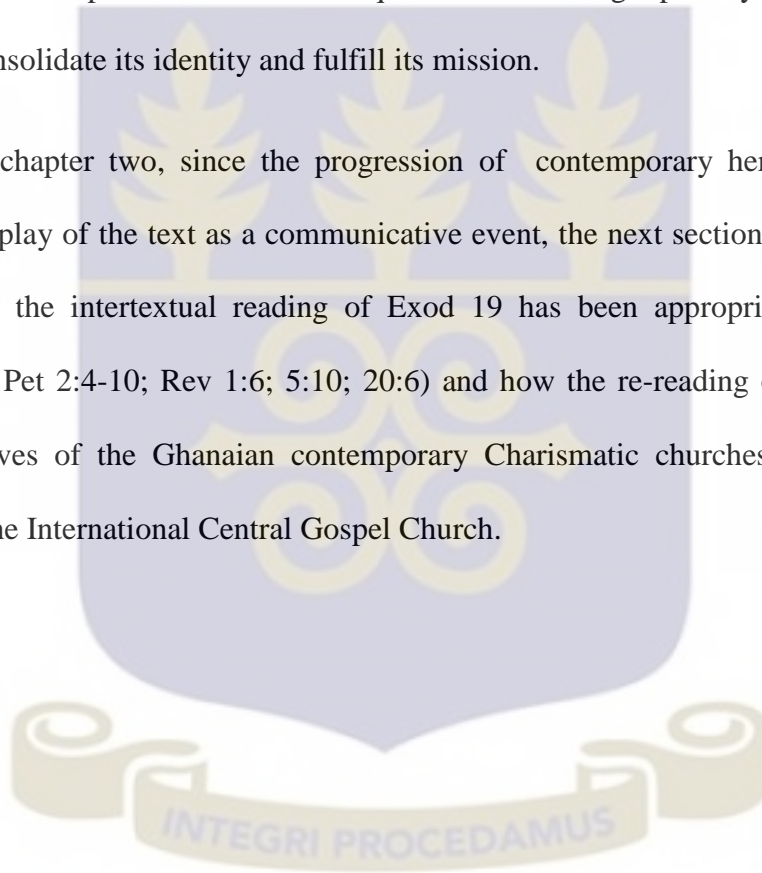 nsolidate its identity and fulfill its mission.
chapter two, since the progression of contemporary her
play of the text as a communicative event, the next section
the intertextual reading of Exod 19 has been appropri
Pet 2:4-10; Rev 1:6; 5:10; 20:6) and how the re-reading
ves of the Ghanaian contemporary Charismatic churches
ne International Central Gospel Church.
INTEGRI PROCEDAMUS